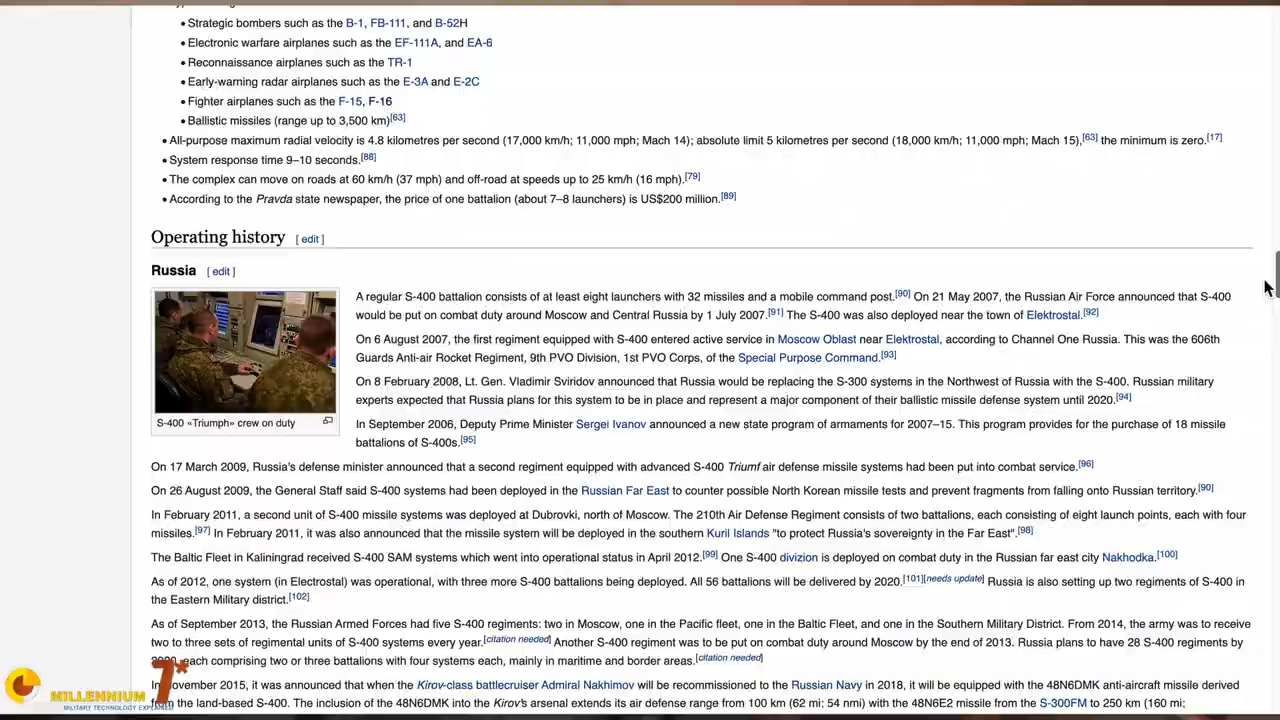 • Strategic bombers such as the B-1, FB-111, and B-52H
• Electronic warfare airplanes such as the EF-111A, and EA-6
• Reconnaissance airplanes such as the TR-1
• Early-warning radar airplanes such as the E-3A and E-2C
• Fighter airplanes such as the F-15, F-16
• Ballistic missiles (range up to 3,500 km)[63]
• All-purpose maximum radial velocity is 4.8 kilometres per second (17,000 km/h; 11,000 mph; Mach 14); absolute limit 5 kilometres per second (18,000 km/h; 11,000 mph; Mach 15),[63] the minimum is zero.[17]
• System response time 9–10 seconds.[88]
• The complex can move on roads at 60 km/h (37 mph) and off-road at speeds up to 25 km/h (16 mph).[79]
• According to the Pravda state newspaper, the price of one battalion (about 7–8 launchers) is US$200 million.[89]
Operating history [ edit ]
Russia [ edit ]
S-400 «Triumph» crew on duty
A regular S-400 battalion consists of at least eight launchers with 32 missiles and a mobile command post.[90] On 21 May 2007, the Russian Air Force announced that S-400
would be put on combat duty around Moscow and Central Russia by 1 July 2007.[91] The S-400 was also deployed near the town of Elektrostal.[92]
On 6 August 2007, the first regiment equipped with S-400 entered active service in Moscow Oblast near Elektrostal, according to Channel One Russia. This was the 606th
Guards Anti-air Rocket Regiment, 9th PVO Division, 1st PVO Corps, of the Special Purpose Command.[93]
On 8 February 2008, Lt. Gen. Vladimir Sviridov announced that Russia would be replacing the S-300 systems in the Northwest of Russia with the S-400. Russian military
experts expected that Russia plans for this system to be in place and represent a major component of their ballistic missile defense system until 2020.[94]
In September 2006, Deputy Prime Minister Sergei Ivanov announced a new state program of armaments for 2007–15. This program provides for the purchase of 18 missile
battalions of S-400s.[95]
On 17 March 2009, Russia's defense minister announced that a second regiment equipped with advanced S-400 Triumf air defense missile systems had been put into combat service.[96]
On 26 August 2009, the General Staff said S-400 systems had been deployed in the Russian Far East to counter possible North Korean missile tests and prevent fragments from falling onto Russian territory.[90]
In February 2011, a second unit of S-400 missile systems was deployed at Dubrovki, north of Moscow. The 210th Air Defense Regiment consists of two battalions, each consisting of eight launch points, each with four
missiles.[97] In February 2011, it was also announced that the missile system will be deployed in the southern Kuril Islands "to protect Russia's sovereignty in the Far East".[98]
The Baltic Fleet in Kaliningrad received S-400 SAM systems which went into operational status in April 2012.[99] One S-400 divizion is deployed on combat duty in the Russian far east city Nakhodka.[100]
As of 2012, one system (in Electrostal) was operational, with three more S-400 battalions being deployed. All 56 battalions will be delivered by 2020.[101][needs update] Russia is also setting up two regiments of S-400 in
the Eastern Military district.[102]
As of September 2013, the Russian Armed Forces had five S-400 regiments: two in Moscow, one in the Pacific fleet, one in the Baltic Fleet, and one in the Southern Military District. From 2014, the army was to receive
two to three sets of regimental units of S-400 systems every year.[citation needed] Another S-400 regiment was to be put on combat duty around Moscow by the end of 2013. Russia plans to have 28 S-400 regiments by
each comprising two or three battalions with four systems each, mainly in maritime and border areas.[citation needed]
In November 2015, it was announced that when the Kirov-class battlecruiser Admiral Nakhimov will be recommissioned to the Russian Navy in 2018, it will be equipped with the 48N6DMK anti-aircraft missile derived
from the land-based S-400. The inclusion of the 48N6DMK into the Kirov's arsenal extends its air defense range from 100 km (62 mi; 54 nmi) with the 48N6E2 missile from the S-300FM to 250 km (160 mi;
MILLENNIUM 7*
MILITARY TECHNOLOGY EXPLAINED